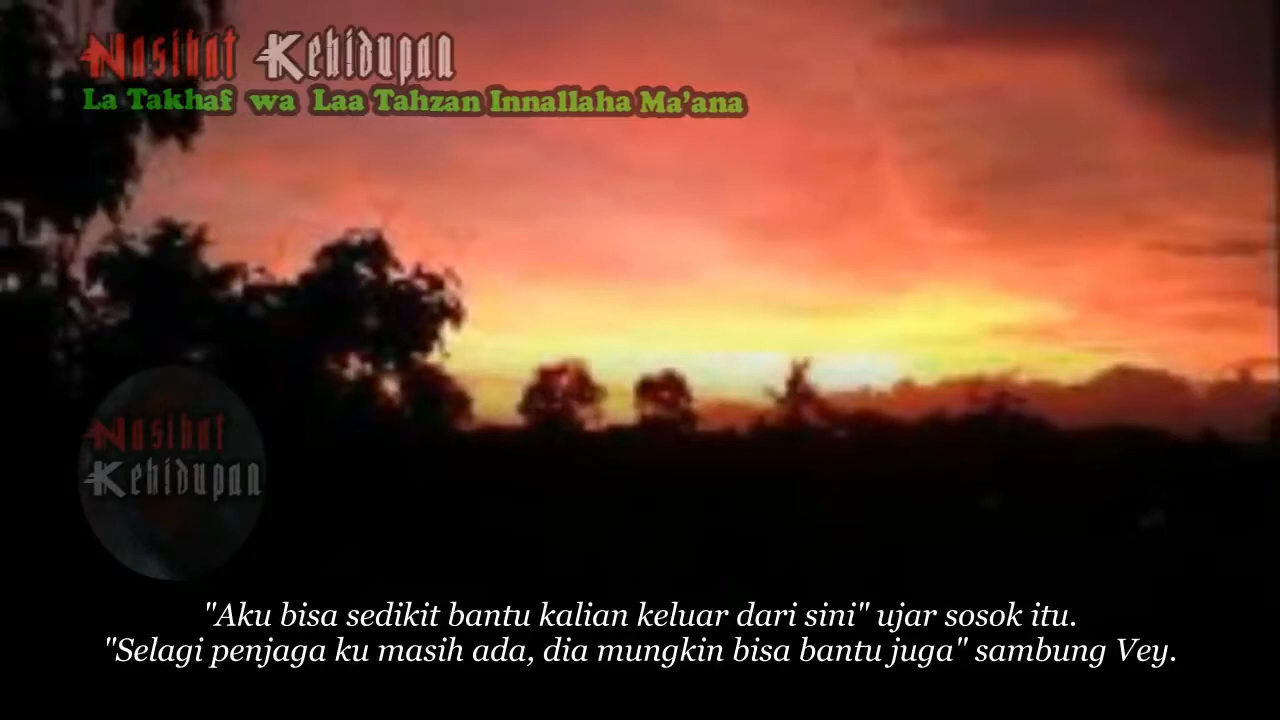 Nasihat Kehidupan
La Takhaf wa Laa Tahzan Innallaha Ma'ana
Nasihat
Kehidupan
"Aku bisa sedikit bantu kalian keluar dari sini" ujar sosok itu.
"Selagi penjaga ku masih ada, dia mungkin bisa bantu juga" sambung Vey.